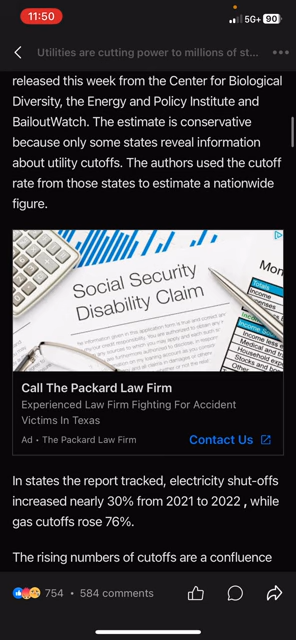 11:50
5G+ 90
Utilities are cutting power to millions of st...
released this week from the Center for Biological
Diversity, the Energy and Policy Institute and
BailoutWatch. The estimate is conservative
because only some states reveal information
about utility cutoffs. The authors used the cutoff
rate from those states to estimate a nationwide
figure.
Social Security
Disability Claim
Mon
Totals
Income
Call The Packard Law Firm
Experienced Law Firm Fighting For Accident
Victims In Texas
Ad • The Packard Law Firm
Contact Us
In states the report tracked, electricity shut-offs
increased nearly 30% from 2021 to 2022 , while
gas cutoffs rose 76%.
The rising numbers of cutoffs are a confluence
754 • 584 comments